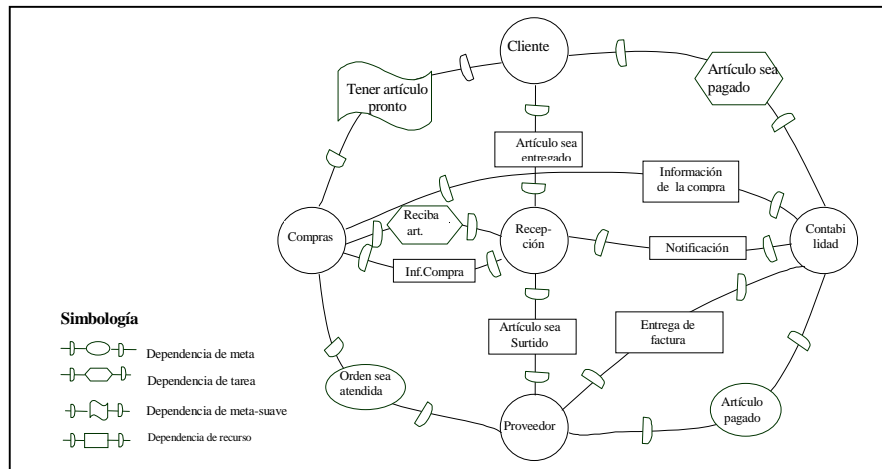 Cliente
Tener artículo
pronto
Artículo sea
pagado
Artículo sea
entregado
Información
de la compra
Compras
Reciba
art.
Recep-
ción
Notificación
Contabi
lidad
Inf.Compra
Simbología
Dependencia de meta
Dependencia de tarea
Dependencia de meta-suave
Dependencia de recurso
Artículo sea
Surtido
Entrega de
factura
Orden sea
atendida
Proveedor
Artículo
pagado